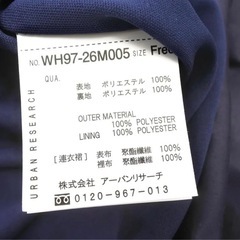 NO. WH97-26M005 SIZE Free
QUA.
表地 ポリエステル 100%
裏地 ポリエステル 100%
OUTER MATERIAL
100% POLYESTER
LINING 100% POLYESTER
[连衣裙] 表布 聚酯纤维 100%
裡布 聚酯纖維 100%
株式会社 アーバンリサーチ
0120-967-013
URBAN RESEARCH